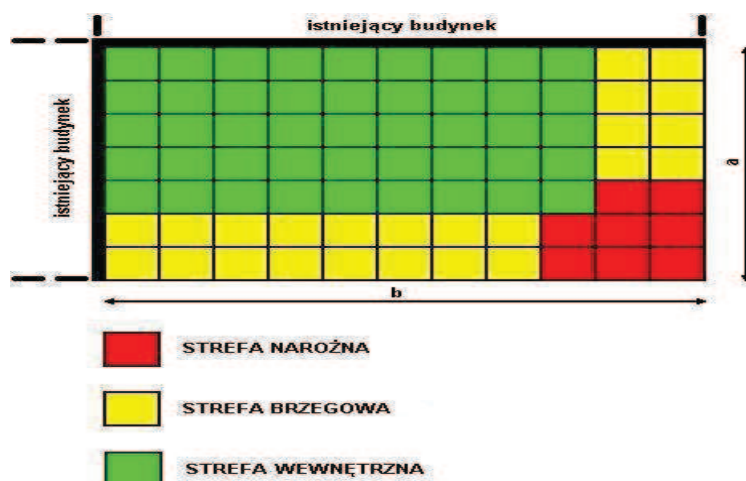 istniejący budynek
istniejący budynek
a
b
STREFA NAROŻNA
STREFA BRZEGOWA
STREFA WEWNĘTRZNA